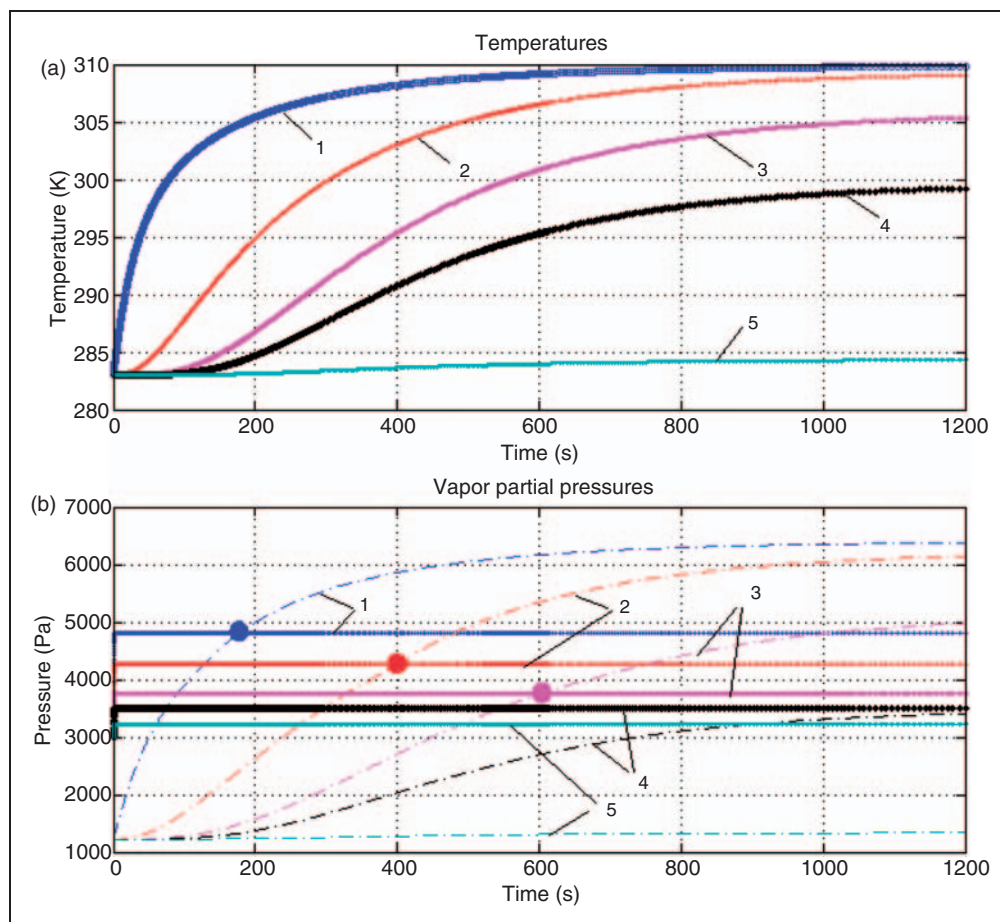 Temperatures
(a)
310
305
300
295
290
285
280
Temperature (K)
1
2
3
4
5
0 200 400 600 800 1000 1200
Time (s)
Vapor partial pressures
(b)
7000
6000
5000
4000
3000
2000
1000
Pressure (Pa)
1
2
3
4
5
0 200 400 600 800 1000 1200
Time (s)